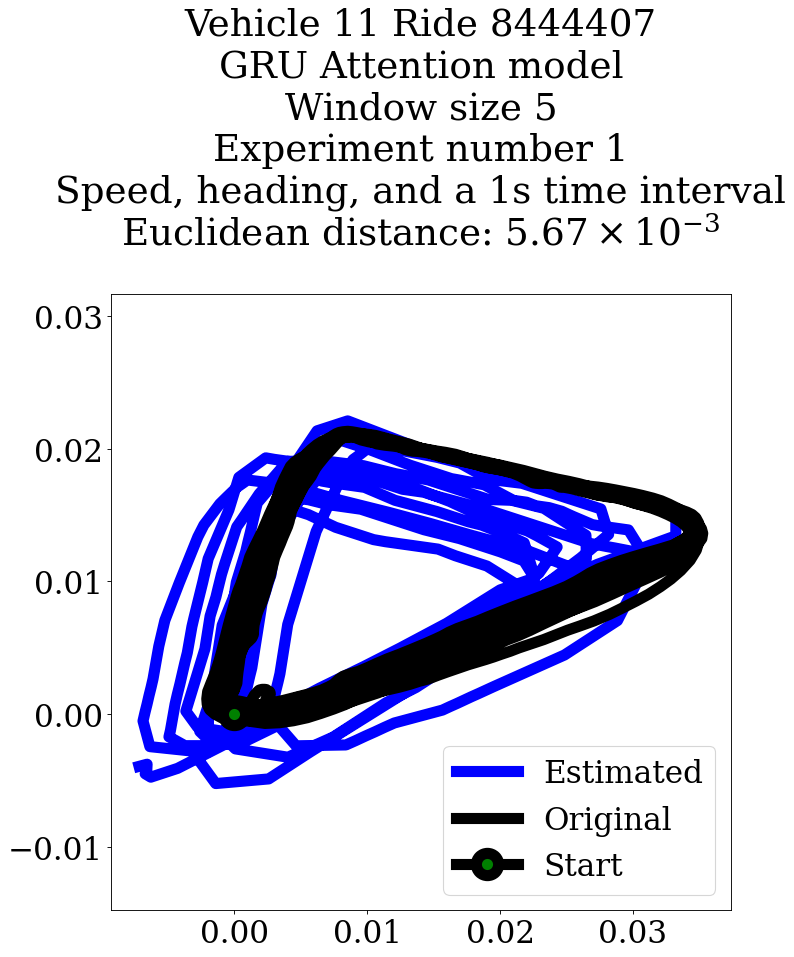 Vehicle 11 Ride 8444407
GRU Attention model
Window size 5
Experiment number 1
Speed, heading, and a 1s time interval
Euclidean distance: 5.67 × 10⁻³
0.03
0.02
0.01
0.00
−0.01
Estimated
Original
Start
0.00 0.01 0.02 0.03